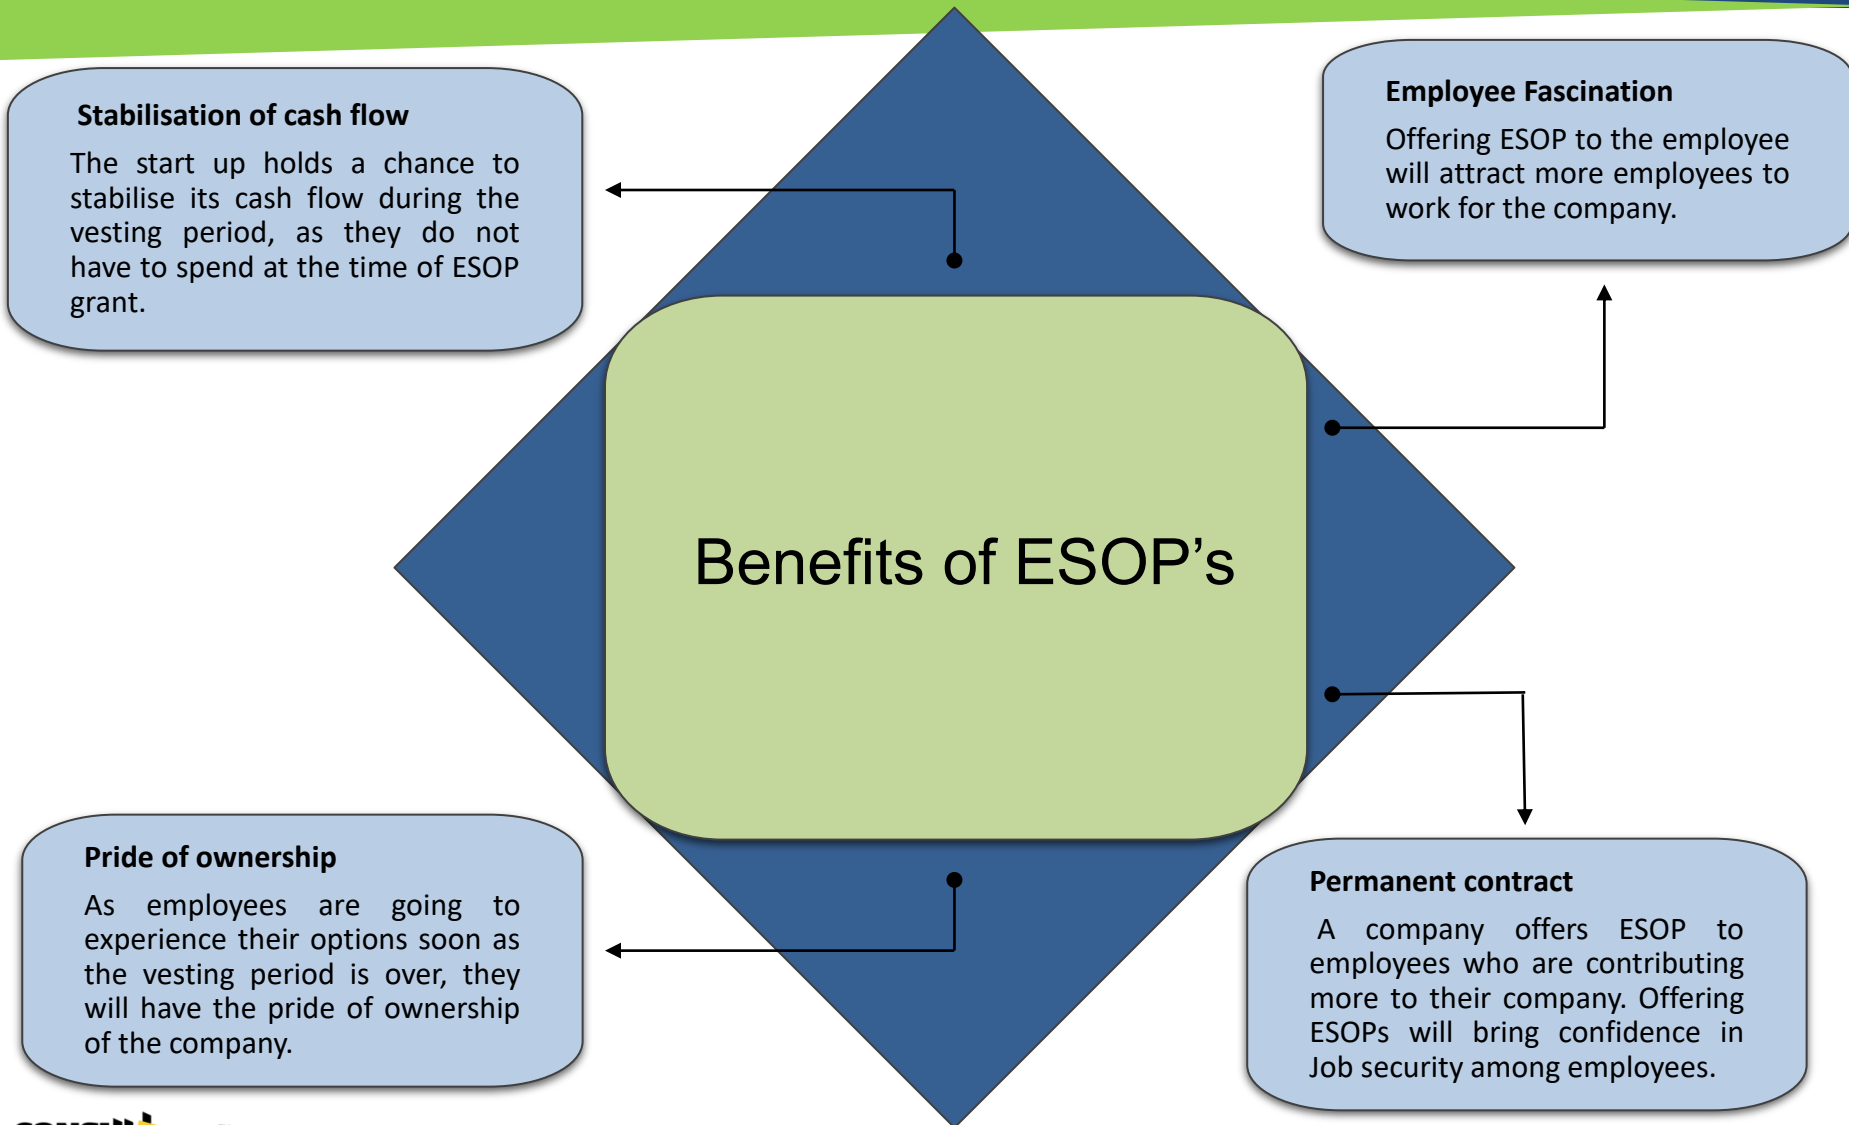 Stabilisation of cash flow
The start up holds a chance to
stabilise its cash flow during the
vesting period, as they do not
have to spend at the time of ESOP
grant.
Employee Fascination
Offering ESOP to the employee
will attract more employees to
work for the company.
Benefits of ESOP’s
Pride of ownership
As employees are going to
experience their options soon as
the vesting period is over, they
will have the pride of ownership
of the company.
Permanent contract
A company offers ESOP to
employees who are contributing
more to their company. Offering
ESOPs will bring confidence in
Job security among employees.